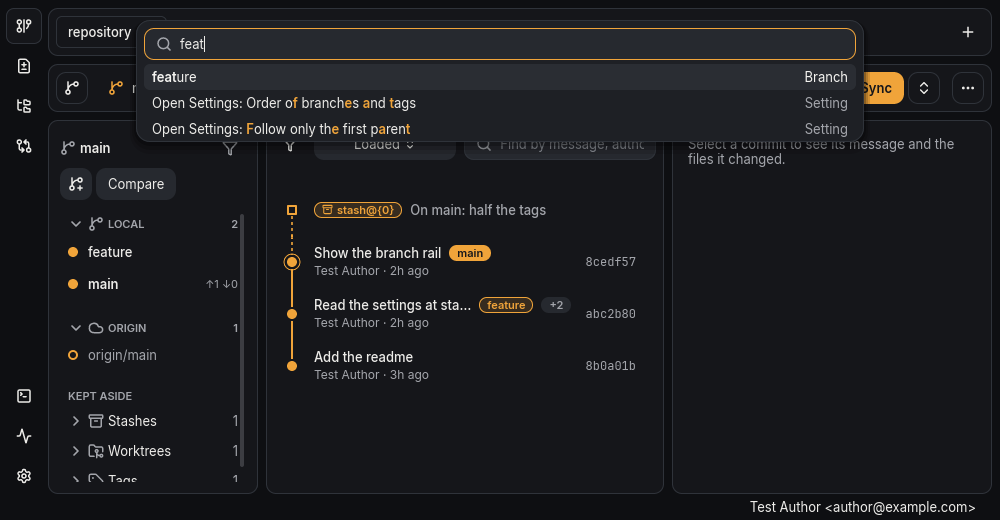 repository
feat
feature Branch
Open Settings: Order of branches and tags Setting
Open Settings: Follow only the first parent Setting
Sync
main
Compare
LOCAL 2
feature
main ↑1 ↓0
ORIGIN 1
origin/main
KEPT ASIDE
Stashes 1
Worktrees 1
Tags 1
Loaded
Find by message, autho
stash@{0} On main: half the tags
Show the branch rail main
Test Author · 2h ago 8cedf57
Read the settings at sta… feature +2
Test Author · 2h ago abc2b80
Add the readme
Test Author · 3h ago 8b0a01b
Select a commit to see its message and the
files it changed.
Test Author <author@example.com>